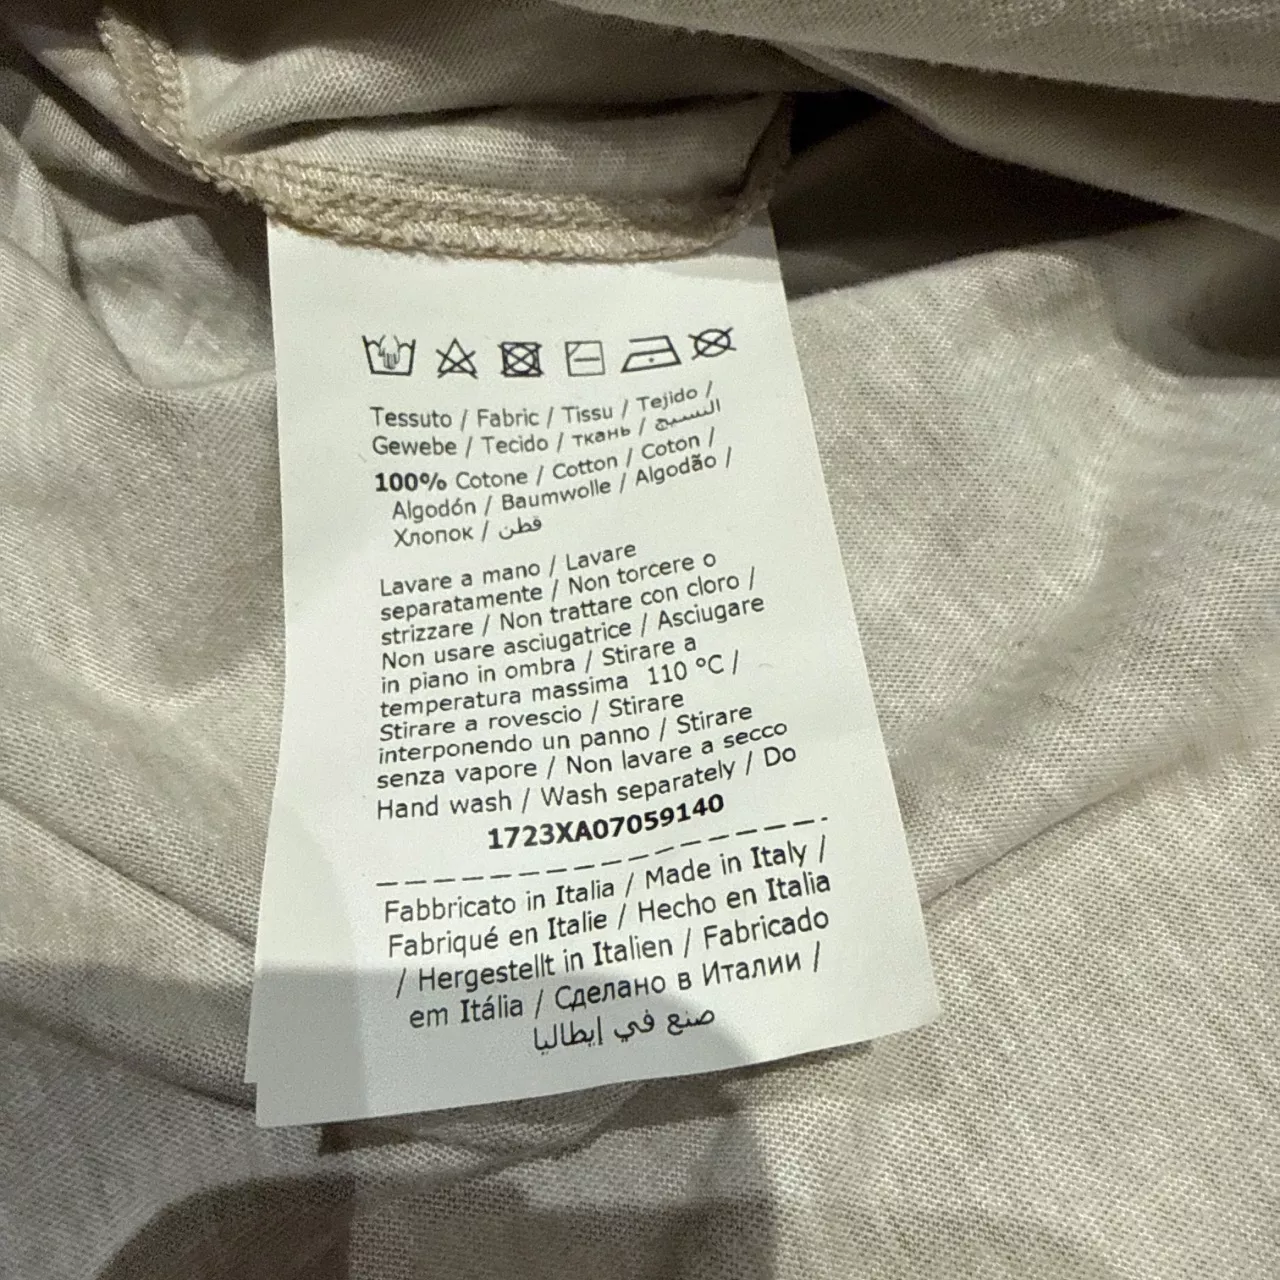 Tessuto / Fabric / Tissu / Tejido /
Gewebe / Tecido / ткань / النسيج
100% Cotone / Cotton / Coton /
Algodón / Baumwolle / Algodão /
Хлопок / قطن
Lavare a mano / Lavare
separatamente / Non torcere o
strizzare / Non trattare con cloro /
Non usare asciugatrice / Asciugare
in piano in ombra / Stirare a
temperatura massima 110 °C /
Stirare a rovescio / Stirare
interponendo un panno / Stirare
senza vapore / Non lavare a secco
Hand wash / Wash separately / Do
1723XA07059140
Fabbricato in Italia / Made in Italy /
Fabriqué en Italie / Hecho en Italia
/ Hergestellt in Italien / Fabricado
em Itália / Сделано в Италии /
صنع في إيطاليا